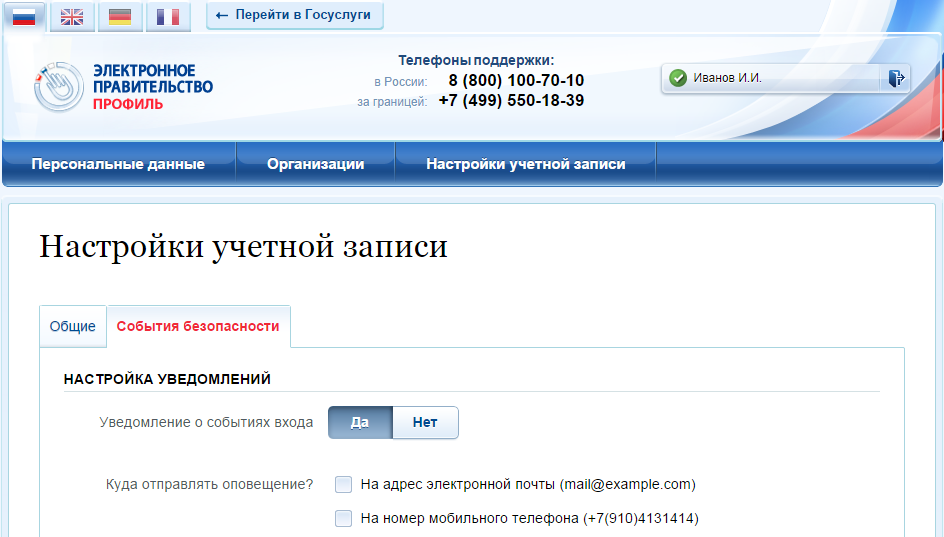 ← Перейти в Госуслуги
ЭЛЕКТРОННОЕ
ПРАВИТЕЛЬСТВО
ПРОФИЛЬ
Телефоны поддержки:
в России: 8 (800) 100-70-10
за границей: +7 (499) 550-18-39
Иванов И.И.
Персональные данные Организации Настройки учетной записи
Настройки учетной записи
Общие События безопасности
НАСТРОЙКА УВЕДОМЛЕНИЙ
Уведомление о событиях входа Да Нет
Куда отправлять оповещение? На адрес электронной почты (mail@example.com)
На номер мобильного телефона (+7(910)4131414)